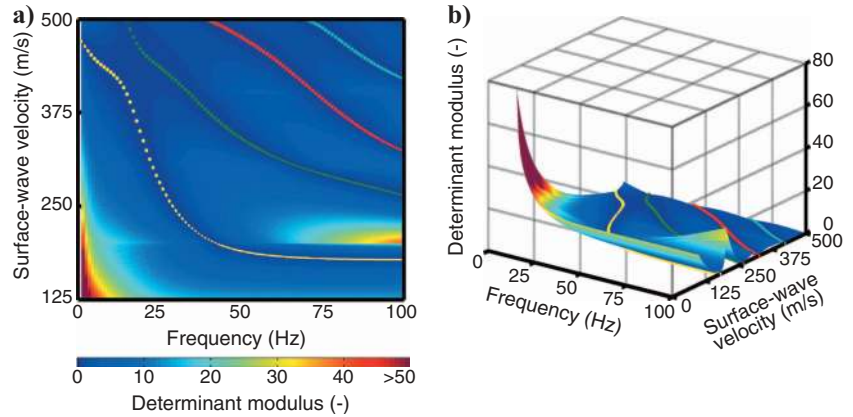 a)
500
375
250
125
Surface-wave velocity (m/s)
0 25 50 75 100
Frequency (Hz)
0 10 20 30 40 >50
Determinant modulus (-)
b)
80
60
40
20
0
Determinant modulus (-)
0 25 50 75 100
Frequency (Hz)
0 125 250 375 500
Surface-wave
velocity (m/s)